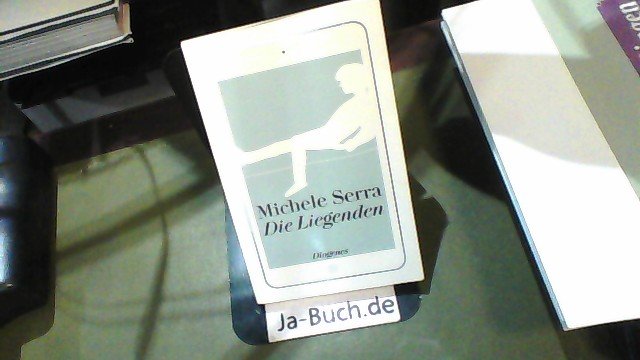 Michele Serra
Die Liegenden
Diogenes
Ja-Buch.de